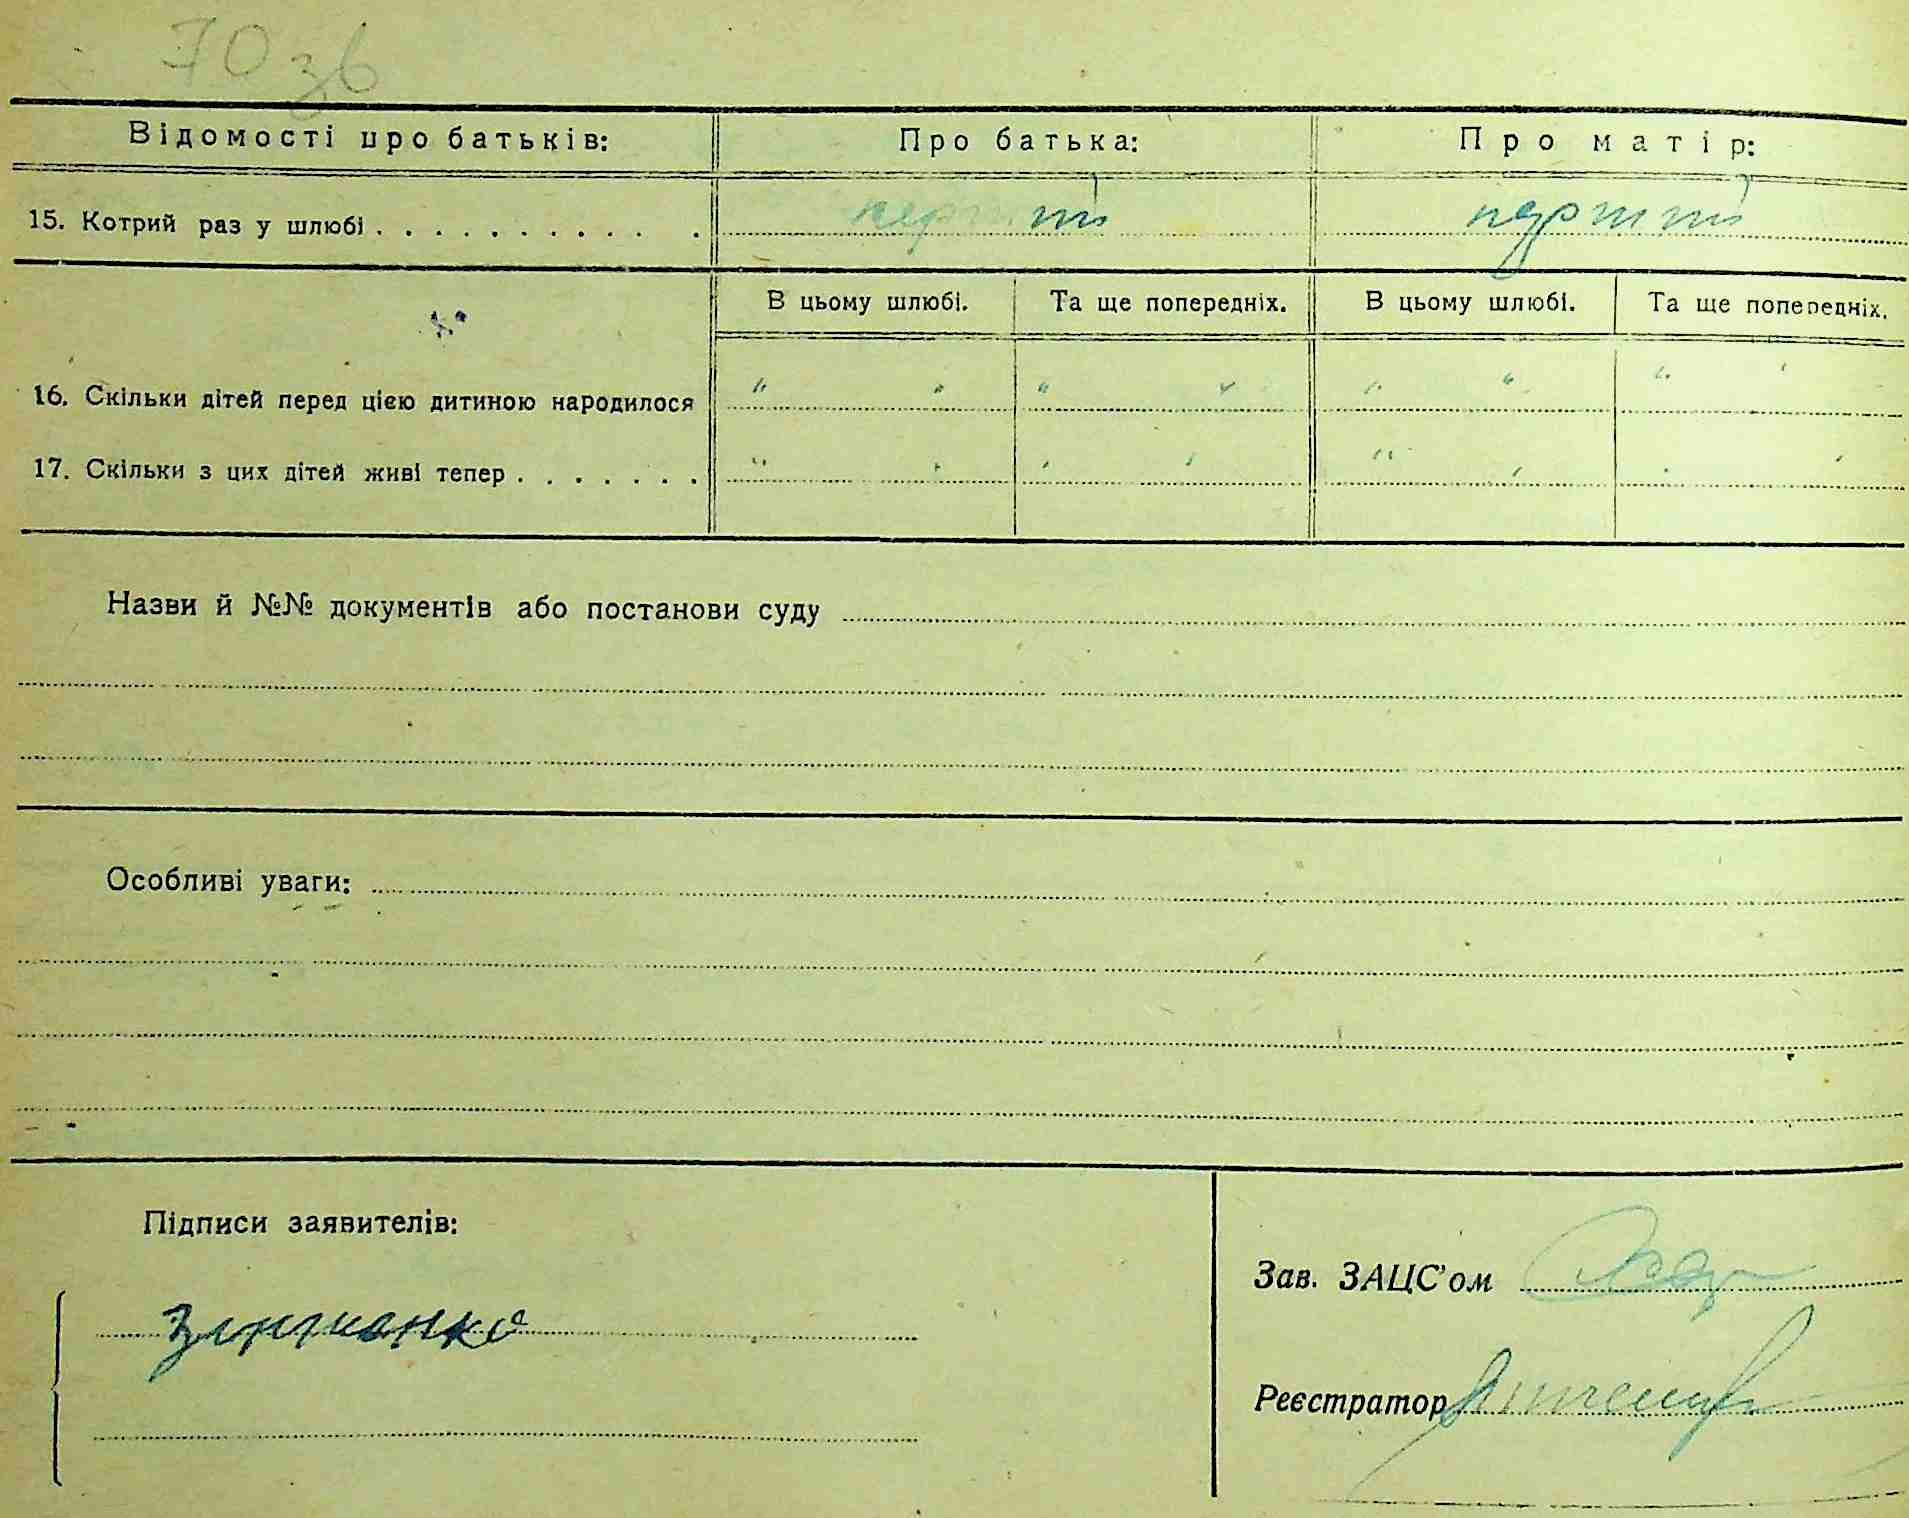 70 зв
Відомості про батьків: Про батька: Про матір:
15. Котрий раз у шлюбі . . . . . . . . . . . . перший перший
В цьому шлюбі. Та ще попередніх. В цьому шлюбі. Та ще попередніх.
16. Скільки дітей перед цією дитиною народилося " " " " " " " "
17. Скільки з цих дітей живі тепер . . . . . . . " " " " " " " "
Назви й №№ документів або постанови суду
Особливі уваги:
Підписи заявителів:
Зав. ЗАЦС'ом
Реєстратор